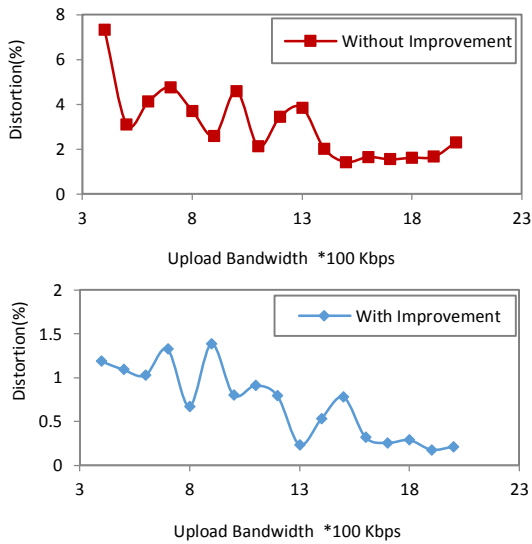 8
6
4
2
0
Distortion(%)
Without Improvement
3 8 13 18 23
Upload Bandwidth *100 Kbps
2
1.5
1
0.5
0
Distortion(%)
With Improvement
3 8 13 18 23
Upload Bandwidth *100 Kbps